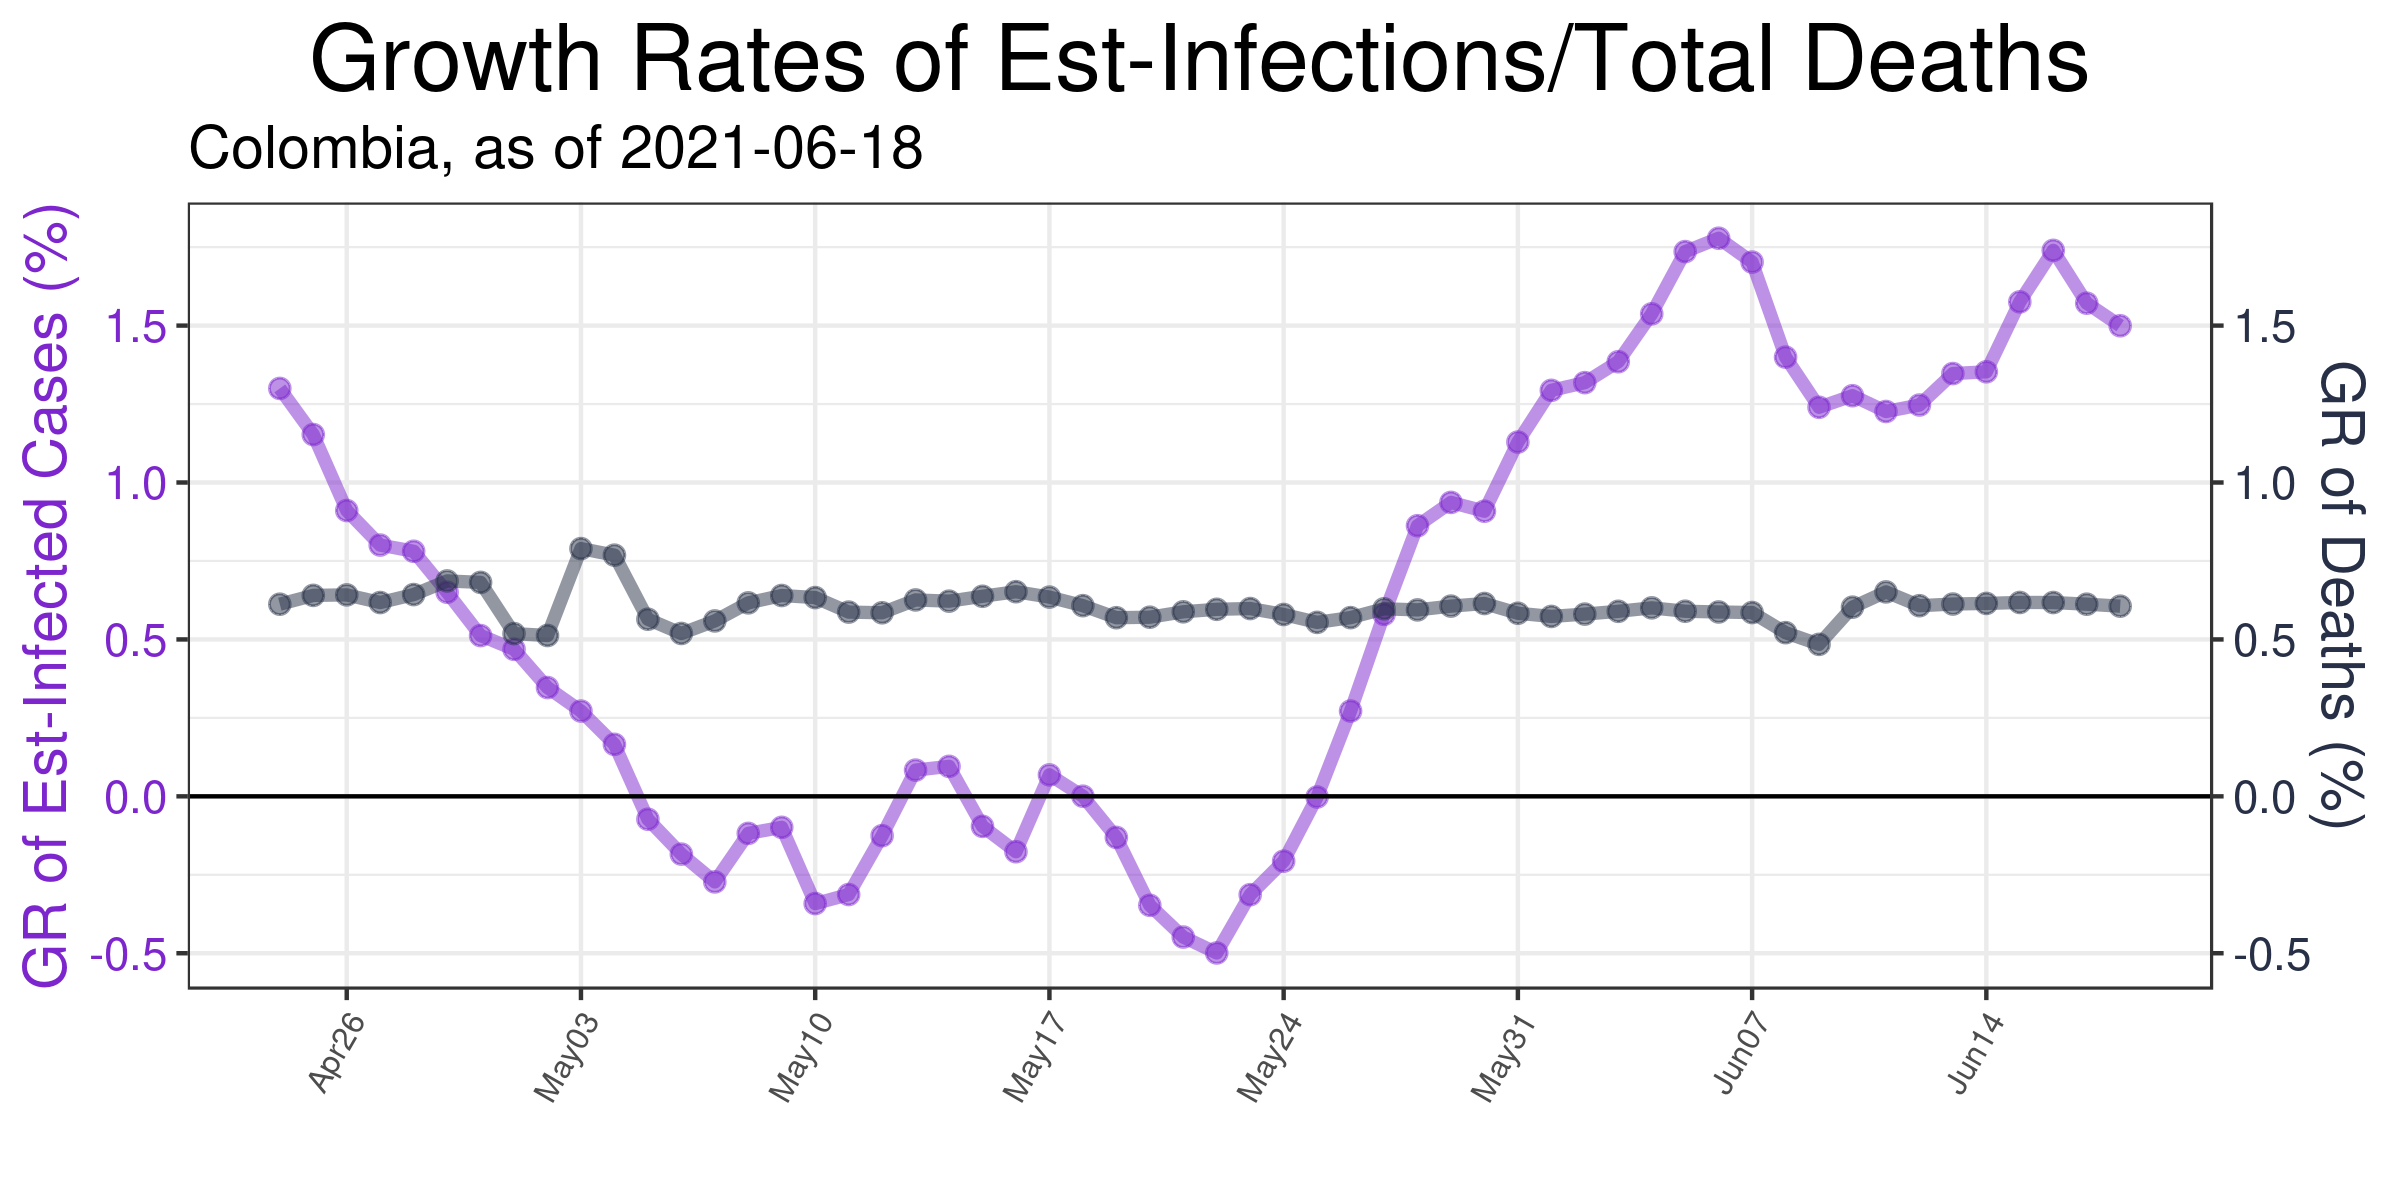 Growth Rates of Est-Infections/Total Deaths
Colombia, as of 2021-06-18
GR of Est-Infected Cases (%)
1.5
1.0
0.5
0.0
-0.5
1.5
1.0
0.5
0.0
-0.5
GR of Deaths (%)
Apr26
May03
May10
May17
May24
May31
Jun07
Jun14